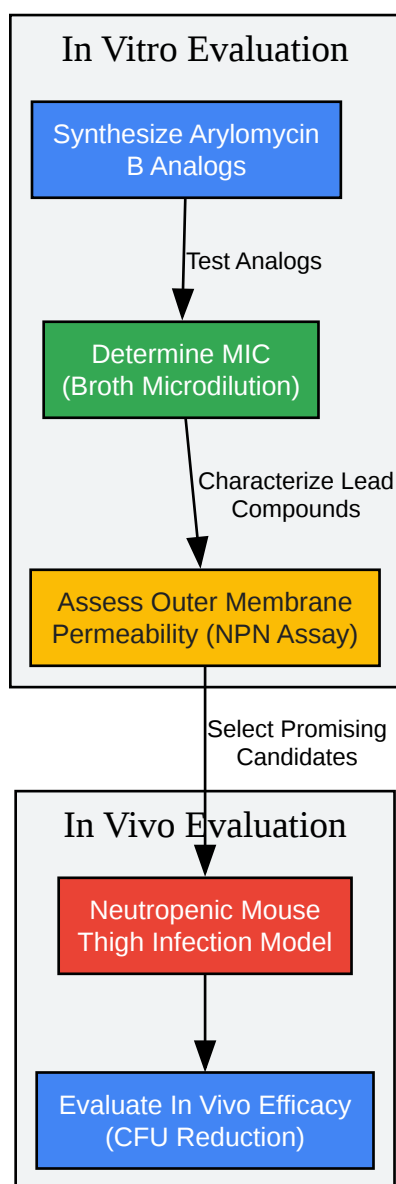 In Vitro Evaluation
Synthesize Arylomycin
B Analogs
Test Analogs
Determine MIC
(Broth Microdilution)
Characterize Lead
Compounds
Assess Outer Membrane
Permeability (NPN Assay)
Select Promising
Candidates
In Vivo Evaluation
Neutropenic Mouse
Thigh Infection Model
Evaluate In Vivo Efficacy
(CFU Reduction)